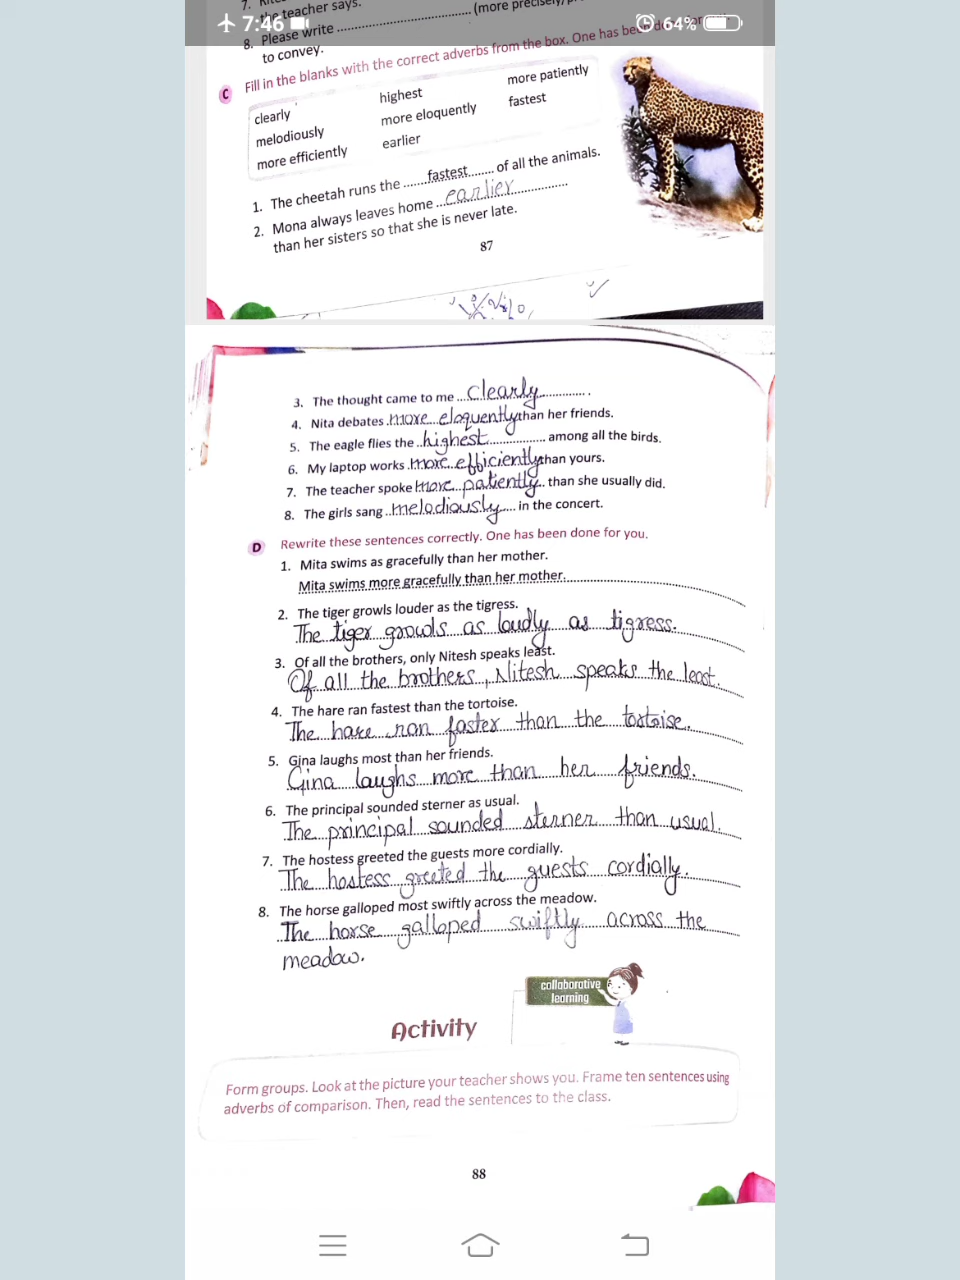 the teacher says.
7:46
64%
8. Please write .................... (more
to convey.
C Fill in the blanks with the correct adverbs from the box. One has been
clearly highest more patiently
melodiously more eloquently fastest
more efficiently earlier
1. The cheetah runs the .......fastest....... of all the animals.
2. Mona always leaves home ...earlier...............
than her sisters so that she is never late.
87
3. The thought came to me ....clearly............... .
4. Nita debates .more eloquently than her friends.
5. The eagle flies the ..highest................ among all the birds.
6. My laptop works .more efficiently than yours.
7. The teacher spoke more patiently.. than she usually did.
8. The girls sang ..melodiously..... in the concert.
D Rewrite these sentences correctly. One has been done for you.
1. Mita swims as gracefully than her mother.
Mita swims more gracefully than her mother.
2. The tiger growls louder as the tigress.
The tiger growls as loudly as tigress.
3. Of all the brothers, only Nitesh speaks least.
Of all the brothers, Nitesh speaks the least.
4. The hare ran fastest than the tortoise.
The hare ran faster than the tortoise.
5. Gina laughs most than her friends.
Gina laughs more than her friends.
6. The principal sounded sterner as usual.
The principal sounded sterner than usual.
7. The hostess greeted the guests more cordially.
The hostess greeted the guests cordially.
8. The horse galloped most swiftly across the meadow.
The horse galloped swiftly across the
meadow.
collaborative
learning
Activity
Form groups. Look at the picture your teacher shows you. Frame ten sentences using
adverbs of comparison. Then, read the sentences to the class.
88